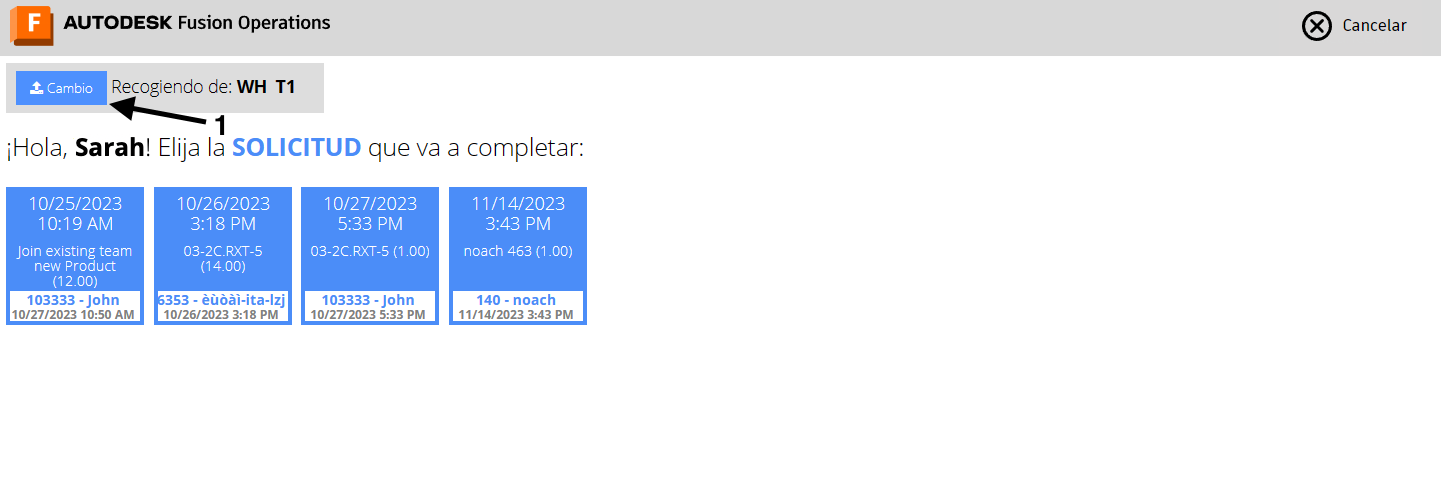 F AUTODESK Fusion Operations
Cancelar
Cambio Recogiendo de: WH T1
1
¡Hola, Sarah! Elija la SOLICITUD que va a completar:
10/25/2023
10:19 AM
Join existing team
new Product
(12.00)
103333 - John
10/27/2023 10:50 AM
10/26/2023
3:18 PM
03-2C.RXT-5
(14.00)
6353 - èùòàì-ita-lzj
10/26/2023 3:18 PM
10/27/2023
5:33 PM
03-2C.RXT-5 (1.00)
103333 - John
10/27/2023 5:33 PM
11/14/2023
3:43 PM
noach 463 (1.00)
140 - noach
11/14/2023 3:43 PM